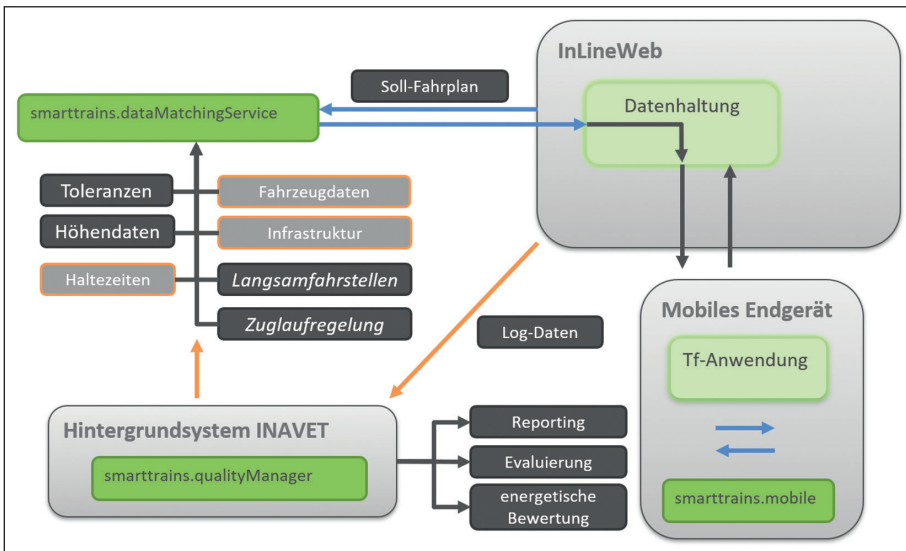 InLineWeb
Soll-Fahrplan
smarttrains.dataMatchingService
Datenhaltung
Toleranzen
Fahrzeugdaten
Höhendaten
Infrastruktur
Haltezeiten
Langsamfahrstellen
Zuglaufregelung
Log-Daten
Mobiles Endgerät
Tf-Anwendung
smarttrains.mobile
Hintergrundsystem INAVET
smarttrains.qualityManager
Reporting
Evaluierung
energetische
Bewertung